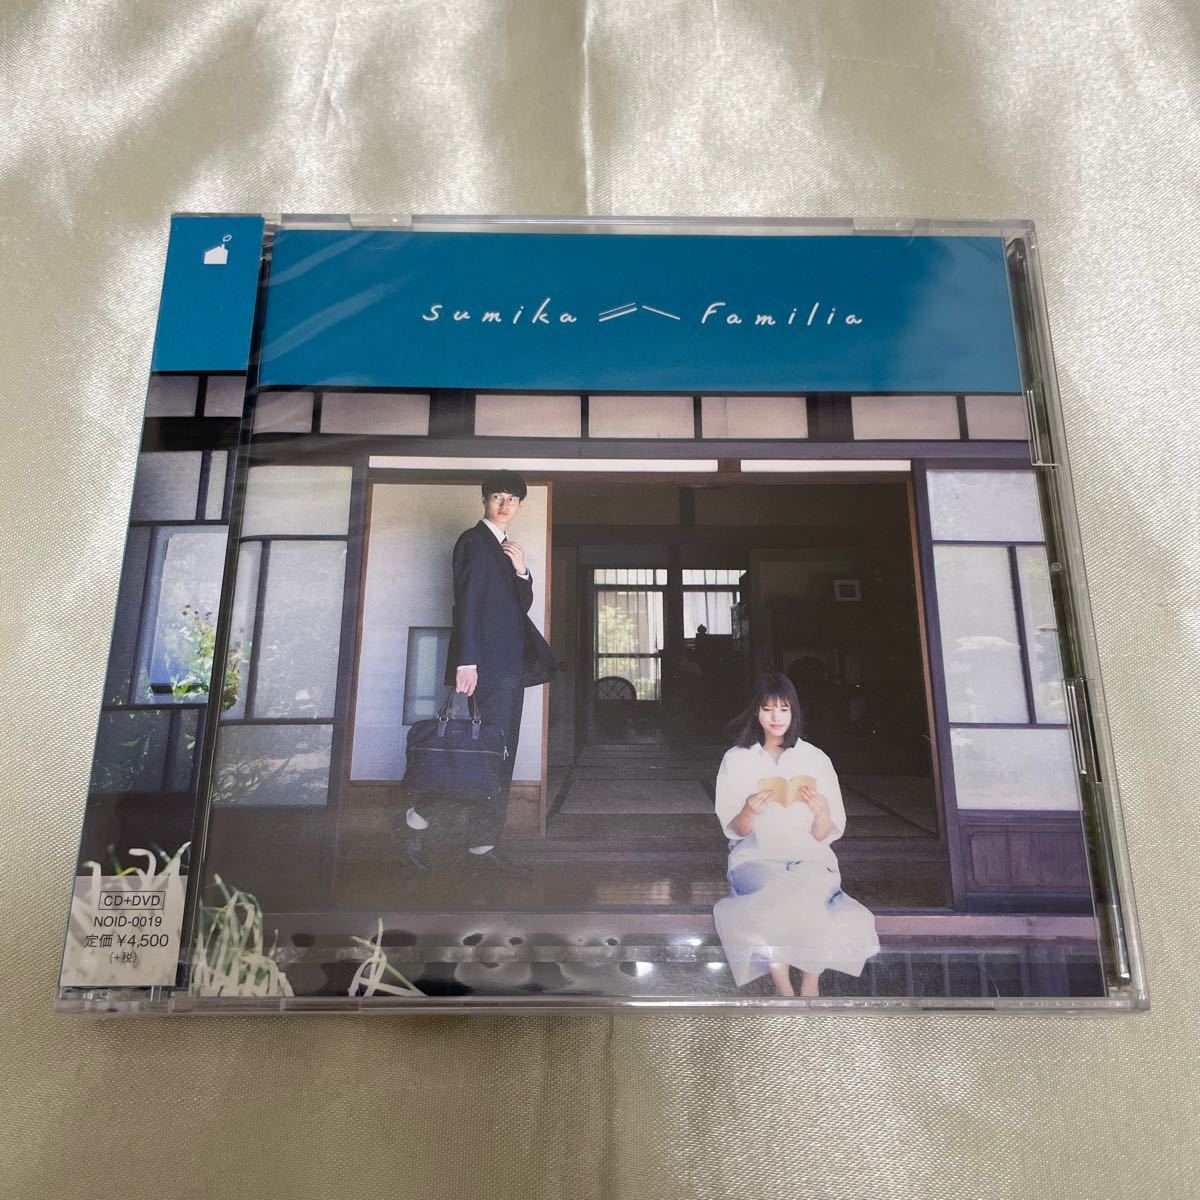 sumika Familia
CD+DVD
NOID-0019
定価¥4,500
(+税)